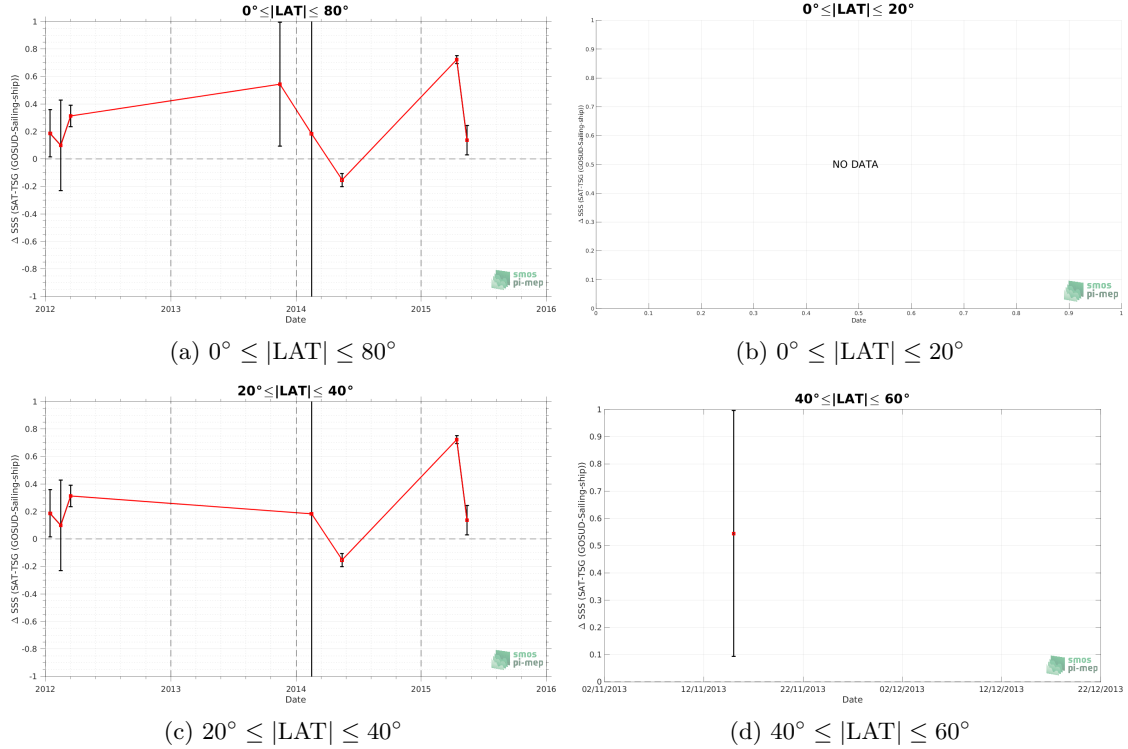 0°≤|LAT|≤ 80°
Δ SSS (SAT-TSG (GOSUD-Sailing-ship))
1
0.8
0.6
0.4
0.2
0
-0.2
-0.4
-0.6
-0.8
-1
2012
2013
2014
2015
2016
Date
smos
pi-mep
(a) 0° ≤ |LAT| ≤ 80°
0°≤|LAT|≤ 20°
Δ SSS (SAT-TSG (GOSUD-Sailing-ship))
1
0.9
0.8
0.7
0.6
0.5
0.4
0.3
0.2
0.1
0
NO DATA
0
0.1
0.2
0.3
0.4
0.5
0.6
0.7
0.8
0.9
1
Date
smos
pi-mep
(b) 0° ≤ |LAT| ≤ 20°
20°≤|LAT|≤ 40°
Δ SSS (SAT-TSG (GOSUD-Sailing-ship))
1
0.8
0.6
0.4
0.2
0
-0.2
-0.4
-0.6
-0.8
-1
2012
2013
2014
2015
2016
Date
smos
pi-mep
(c) 20° ≤ |LAT| ≤ 40°
40°≤|LAT|≤ 60°
Δ SSS (SAT-TSG (GOSUD-Sailing-ship))
1
0.9
0.8
0.7
0.6
0.5
0.4
0.3
0.2
0.1
0
02/11/2013
12/11/2013
22/11/2013
02/12/2013
12/12/2013
22/12/2013
Date
smos
pi-mep
(d) 40° ≤ |LAT| ≤ 60°